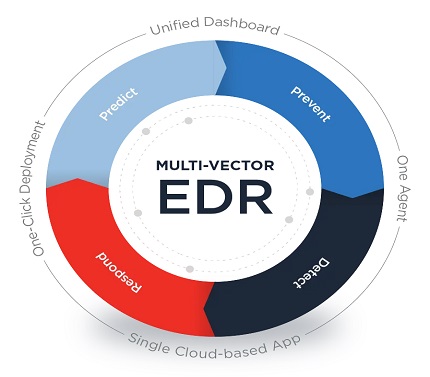 Unified Dashboard
Predict
Prevent
One-Click Deployment
MULTI-VECTOR
EDR
One Agent
Respond
Detect
Single Cloud-based App